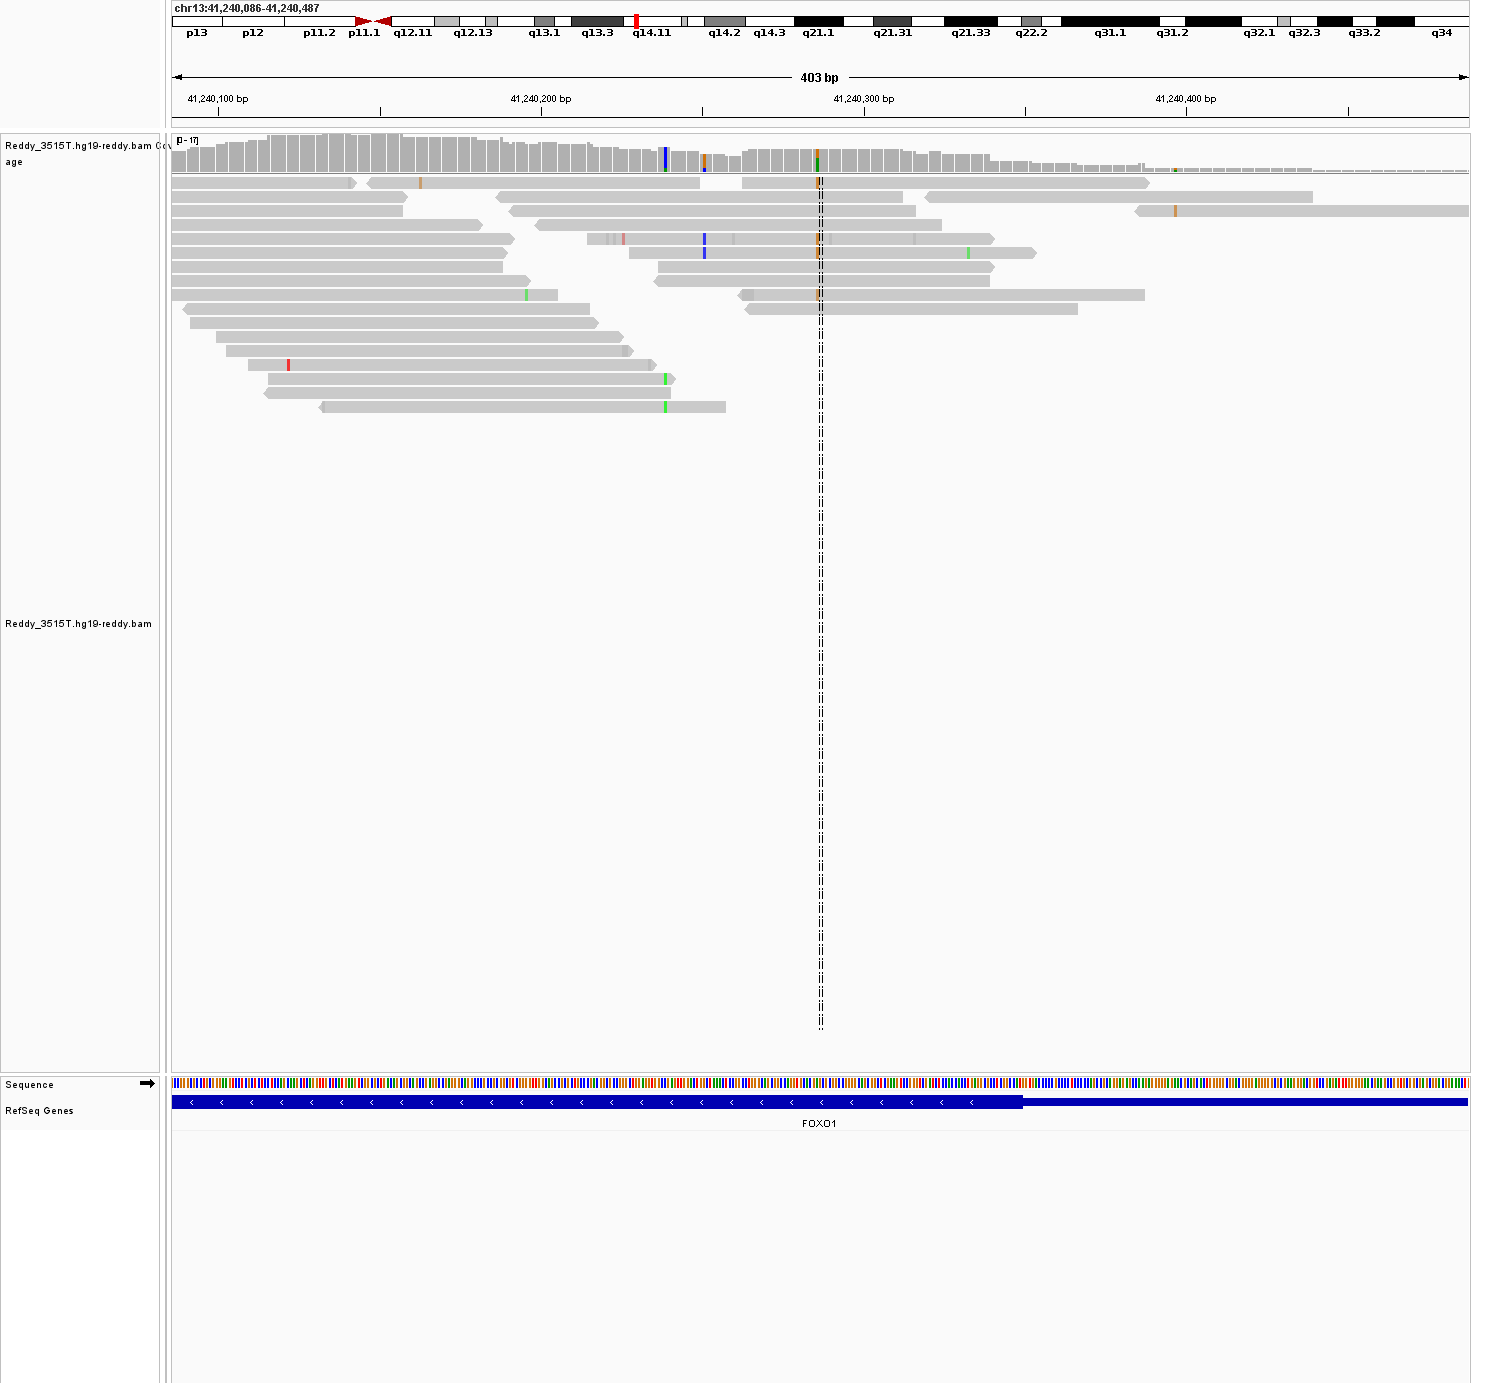 chr13:41,240,086-41,240,487
p13 p12 p11.2 p11.1 q12.11 q12.13 q13.1 q13.3 q14.11 q14.2 q14.3 q21.1 q21.31 q21.33 q22.2 q31.1 q31.2 q32.1 q32.3 q33.2 q34
403 bp
41,240,100 bp 41,240,200 bp 41,240,300 bp 41,240,400 bp
Reddy_3515T.hg19-reddy.bam Cov
age
[0 - 17]
Reddy_3515T.hg19-reddy.bam
Sequence
RefSeq Genes
FOXO1